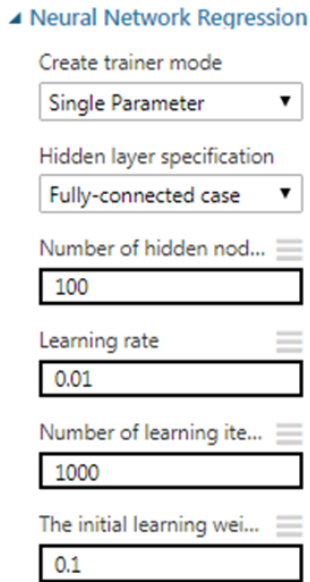 Neural Network Regression
Create trainer mode
Single Parameter
Hidden layer specification
Fully-connected case
Number of hidden nod...
100
Learning rate
0.01
Number of learning ite...
1000
The initial learning wei...
0.1